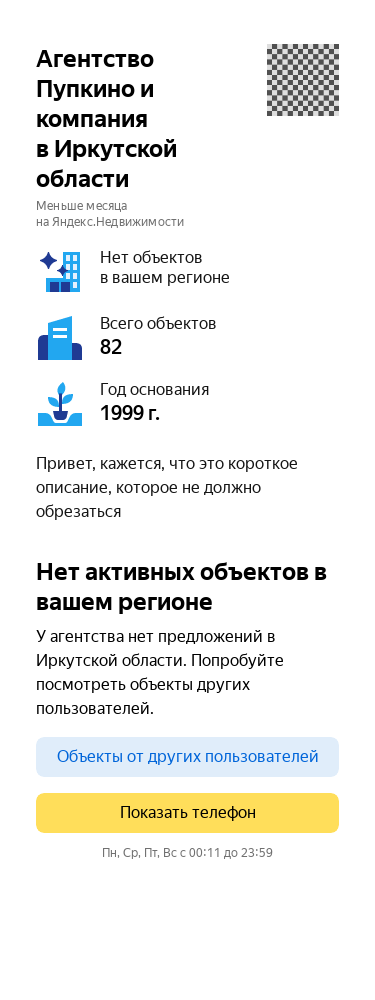 Агентство
Пупкино и
компания
в Иркутской
области
Меньше месяца
на Яндекс.Недвижимости
Нет объектов
в вашем регионе
Всего объектов
82
Год основания
1999 г.
Привет, кажется, что это короткое
описание, которое не должно
обрезаться
Нет активных объектов в
вашем регионе
У агентства нет предложений в
Иркутской области. Попробуйте
посмотреть объекты других
пользователей.
Объекты от других пользователей
Показать телефон
Пн, Ср, Пт, Вс с 00:11 до 23:59